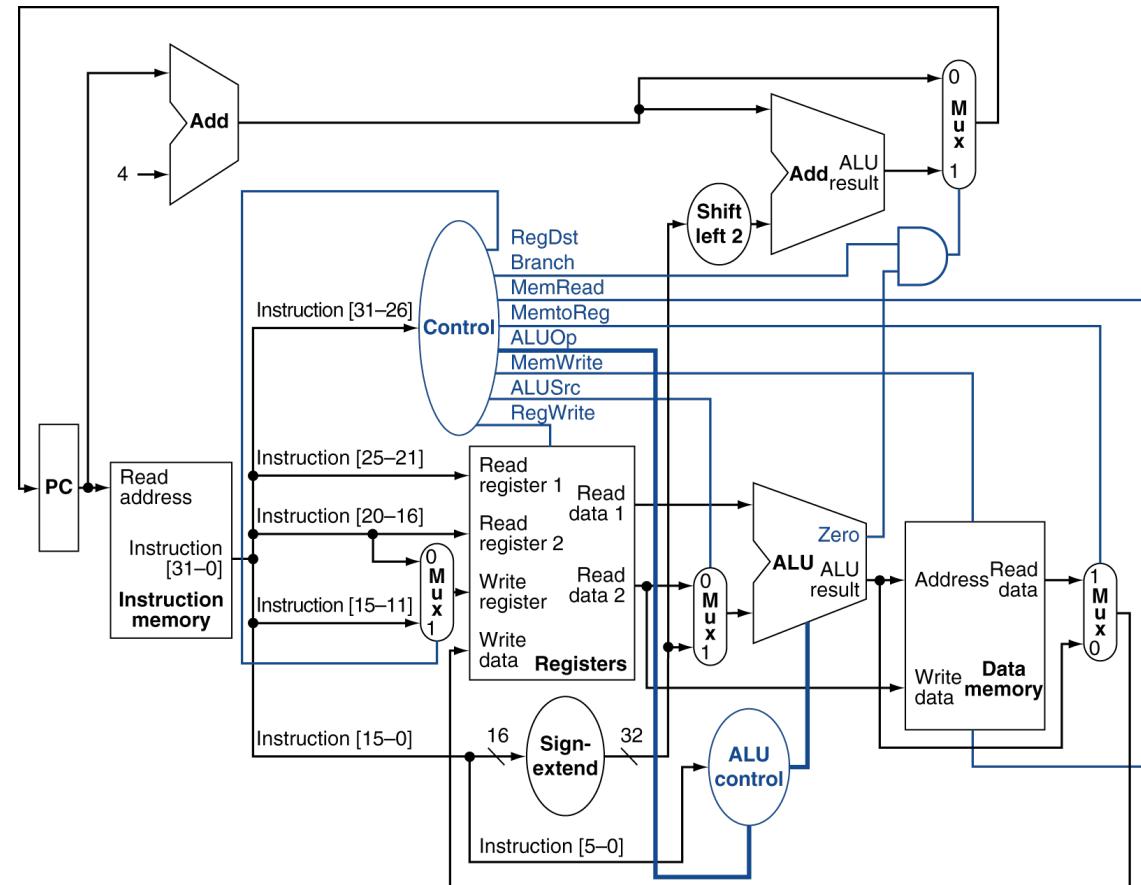 0
M
u
x
1
Add
4
Add
ALU
result
Shift
left 2
RegDst
Branch
MemRead
MemtoReg
ALUOp
MemWrite
ALUSrc
RegWrite
Instruction [31–26]
Control
Instruction [25–21]
Instruction [20–16]
Instruction [15–11]
Instruction [15–0]
Instruction [5–0]
PC
Read
address
Instruction
[31–0]
Instruction
memory
0
M
u
x
1
Read
register 1
Read
register 2
Write
register
Write
data
Read
data 1
Read
data 2
Registers
0
M
u
x
1
Zero
ALU
ALU
result
Address
Read
data
Write
data
Data
memory
1
M
u
x
0
16
Sign-
extend
32
ALU
control